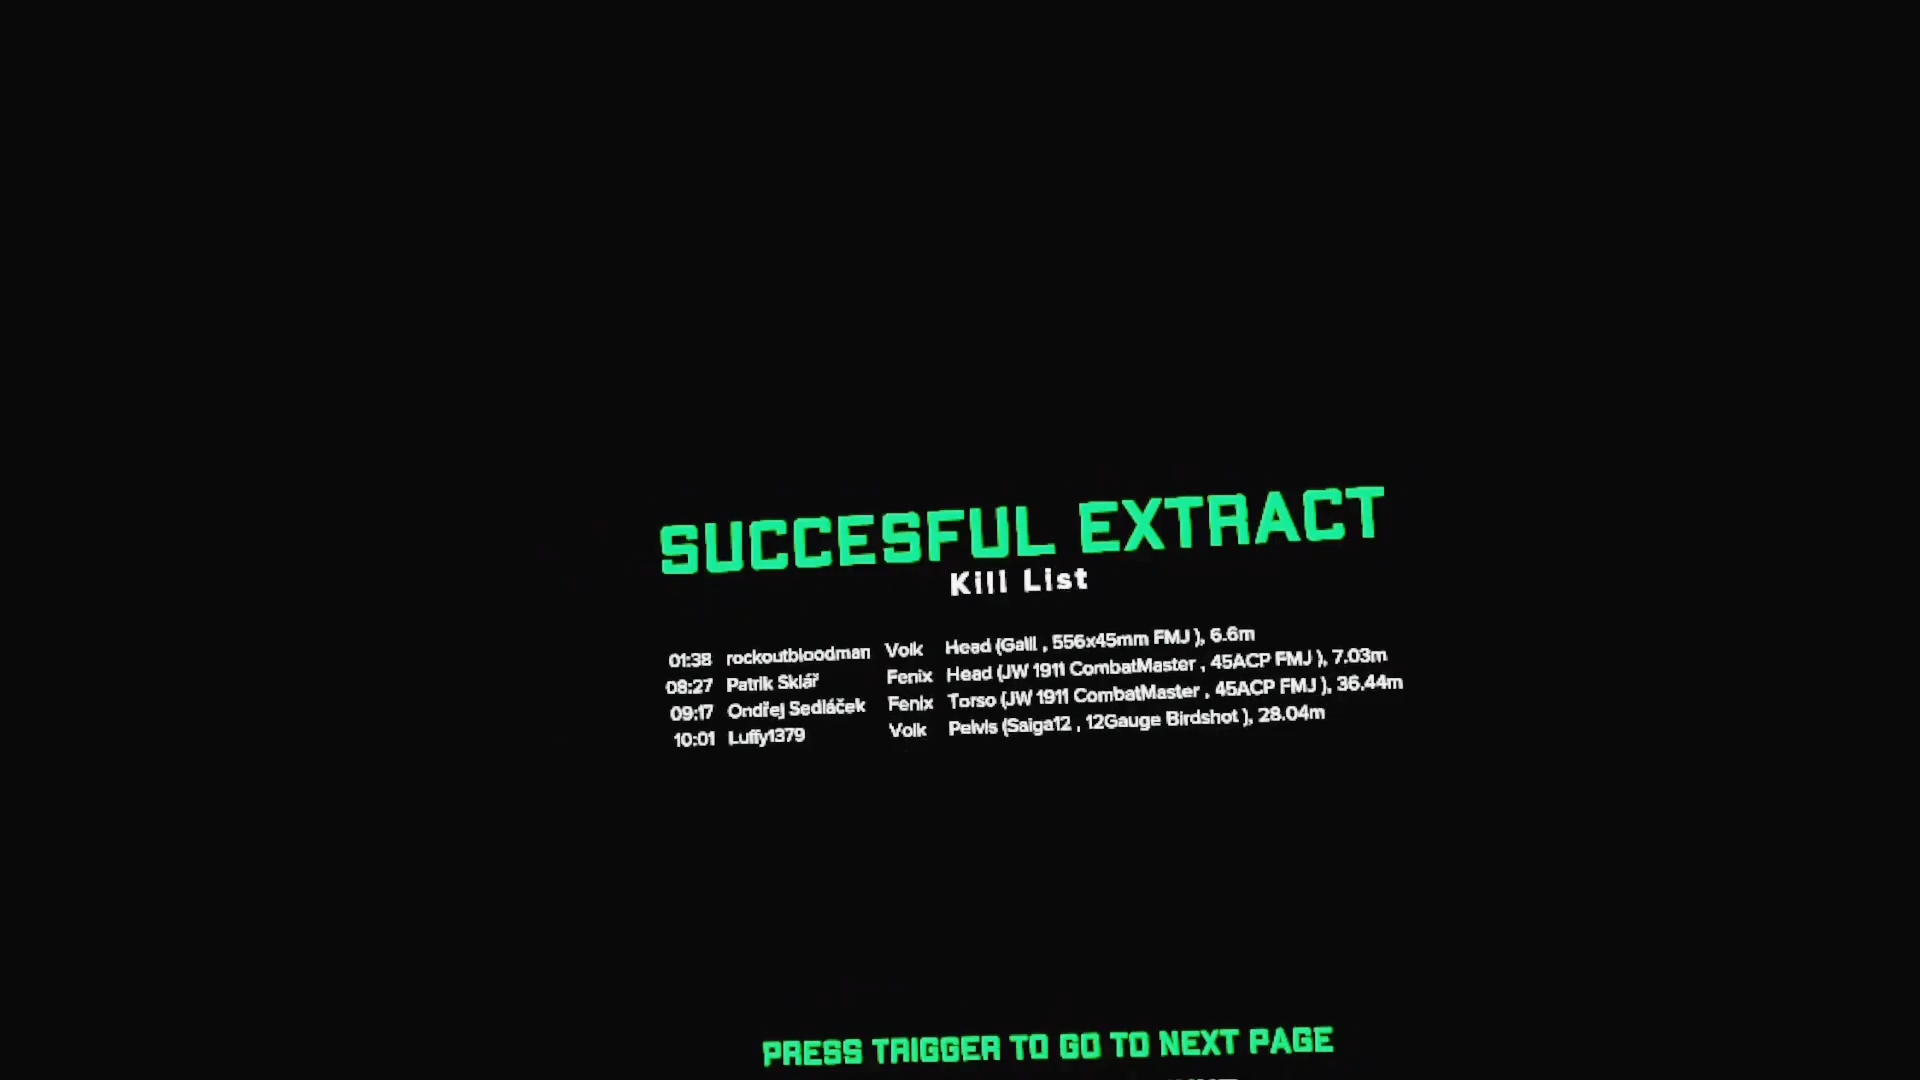 SUCCESFUL EXTRACT
Kill List
01:38 rockoutbloodman Volk Head (Galil , 556x45mm FMJ ), 6.6m
08:27 Patrik Sklář Fenix Head (JW 1911 CombatMaster , 45ACP FMJ ), 7.03m
09:17 Ondřej Sedláček Fenix Torso (JW 1911 CombatMaster , 45ACP FMJ ), 36.44m
10:01 Luffy1379 Volk Pelvis (Saiga12 , 12Gauge Birdshot ), 28.04m
PRESS TRIGGER TO GO TO NEXT PAGE